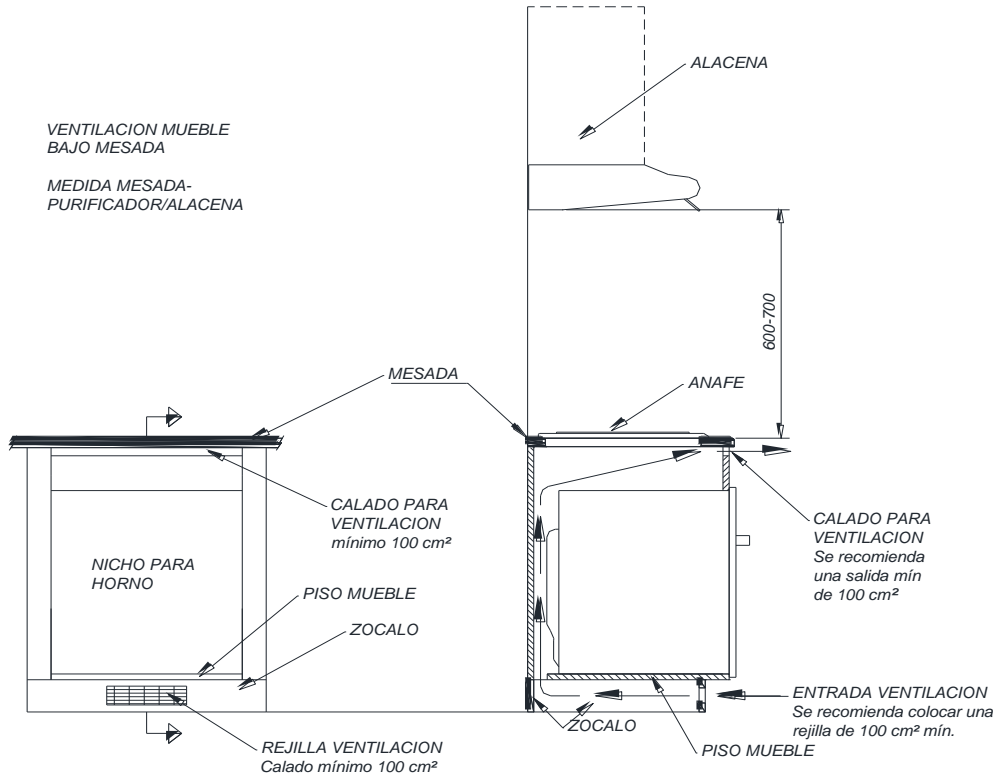 VENTILACION MUEBLE
BAJO MESADA
MEDIDA MESADA-
PURIFICADOR/ALACENA
ALACENA
600-700
MESADA
ANAFE
CALADO PARA
VENTILACION
mínimo 100 cm²
CALADO PARA
VENTILACION
Se recomienda
una salida mín
de 100 cm²
NICHO PARA
HORNO
PISO MUEBLE
ZOCALO
ENTRADA VENTILACION
Se recomienda colocar una
rejilla de 100 cm² mín.
ZOCALO
PISO MUEBLE
REJILLA VENTILACION
Calado mínimo 100 cm²